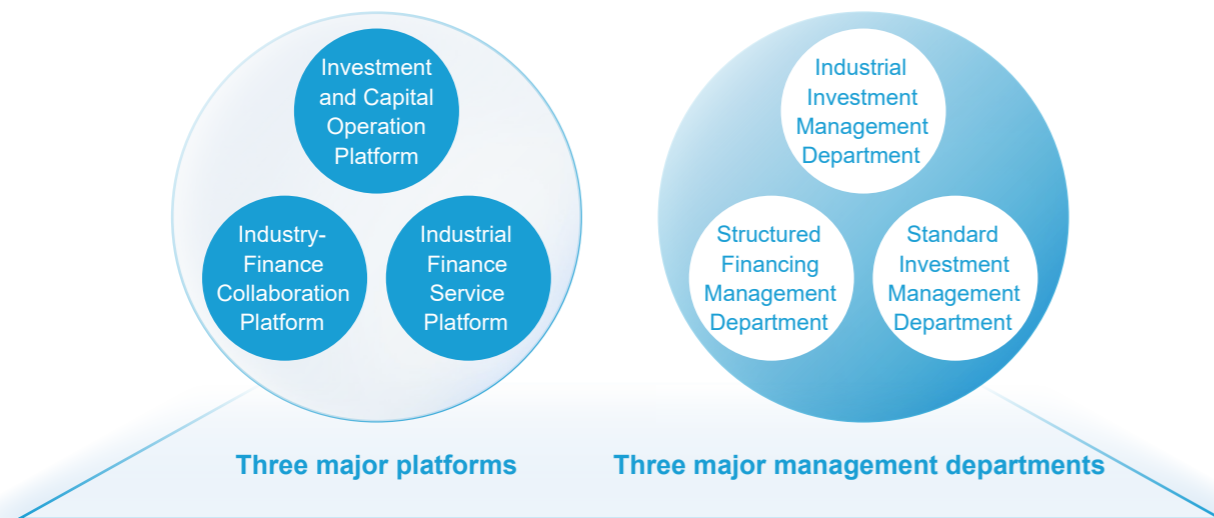 Investment
and Capital
Operation
Platform
Industry-
Finance
Collaboration
Platform
Industrial
Finance
Service
Platform
Three major platforms
Industrial
Investment
Management
Department
Structured
Financing
Management
Department
Standard
Investment
Management
Department
Three major management departments